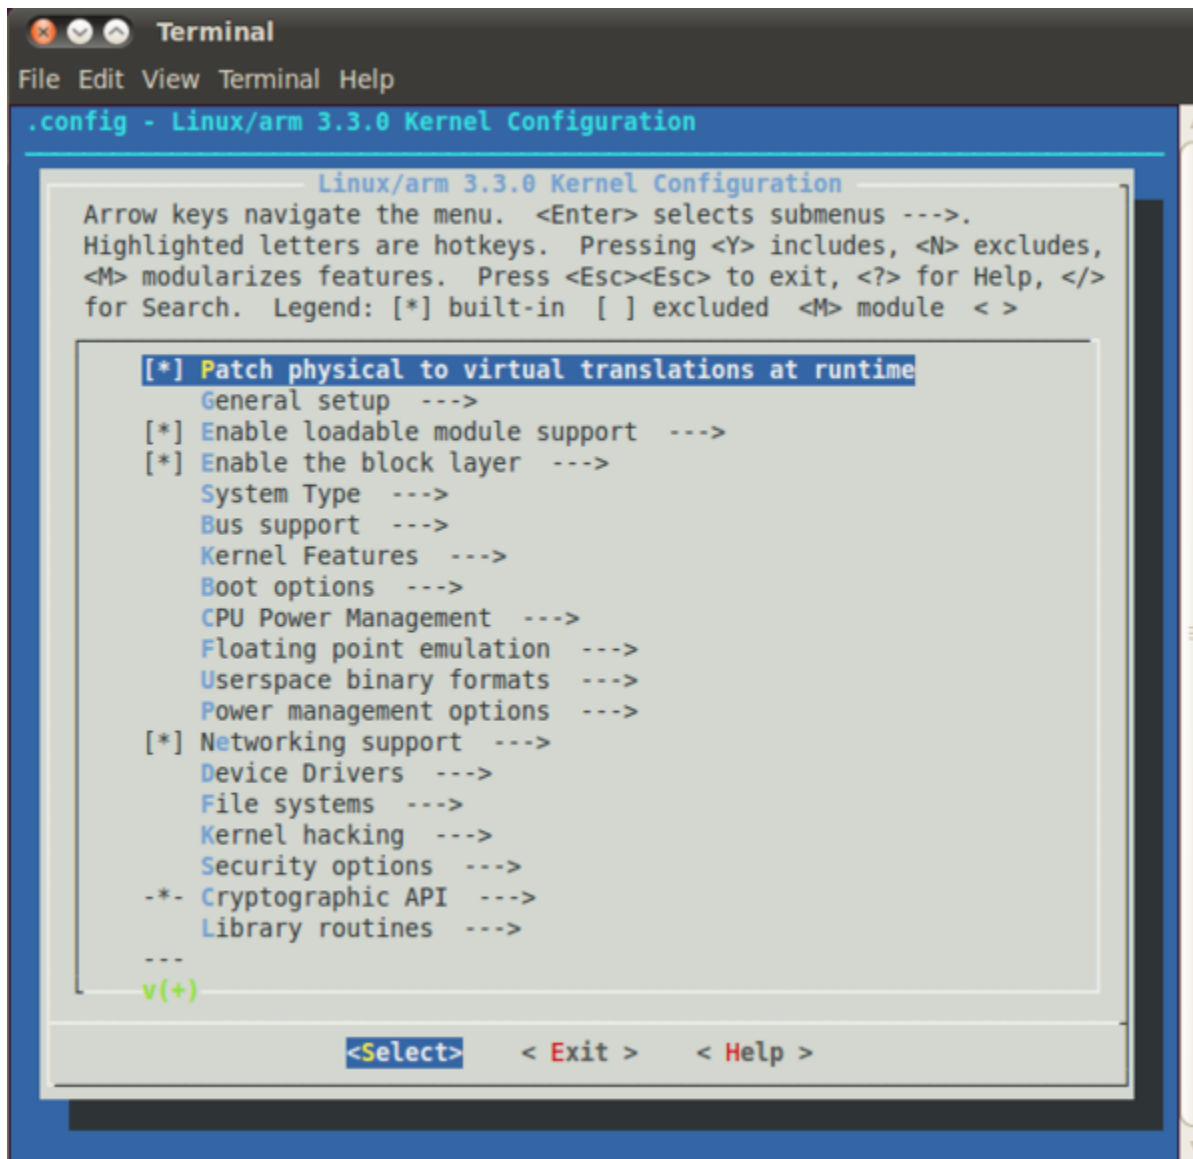 Terminal
File Edit View Terminal Help
.config - Linux/arm 3.3.0 Kernel Configuration
Linux/arm 3.3.0 Kernel Configuration
Arrow keys navigate the menu.  <Enter> selects submenus --->.
Highlighted letters are hotkeys.  Pressing <Y> includes, <N> excludes,
<M> modularizes features.  Press <Esc><Esc> to exit, <?> for Help, </>
for Search.  Legend: [*] built-in  [ ] excluded  <M> module  < >
[*] Patch physical to virtual translations at runtime
General setup  --->
[*] Enable loadable module support  --->
[*] Enable the block layer  --->
System Type  --->
Bus support  --->
Kernel Features  --->
Boot options  --->
CPU Power Management  --->
Floating point emulation  --->
Userspace binary formats  --->
Power management options  --->
[*] Networking support  --->
Device Drivers  --->
File systems  --->
Kernel hacking  --->
Security options  --->
-*- Cryptographic API  --->
Library routines  --->
---
v(+)
<Select>    < Exit >    < Help >